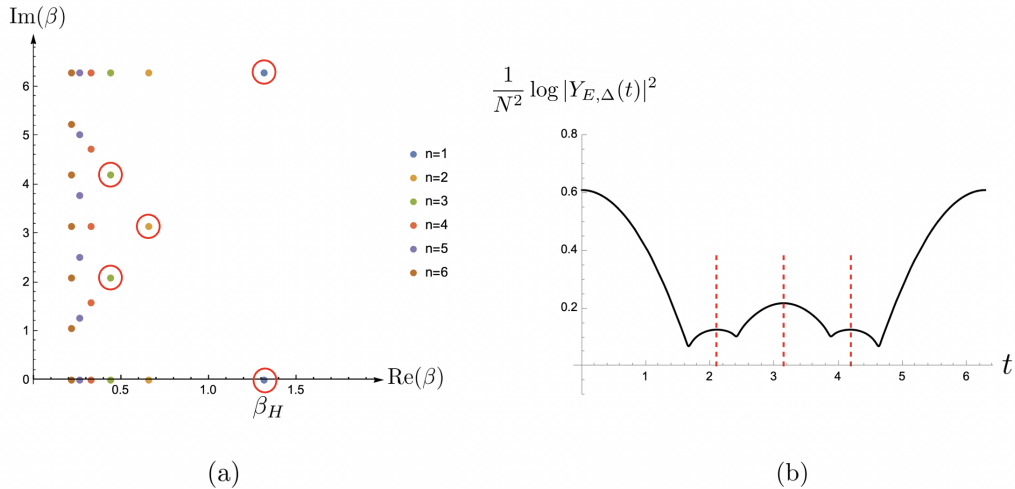 Im(β)
6
5
4
3
2
1
0
0
0.5
1.0
1.5
Re(β)
β_H
n=1
n=2
n=3
n=4
n=5
n=6
(a)
1/N² log |Y_{E,Δ}(t)|²
0.8
0.6
0.4
0.2
1
2
3
4
5
6
t
(b)